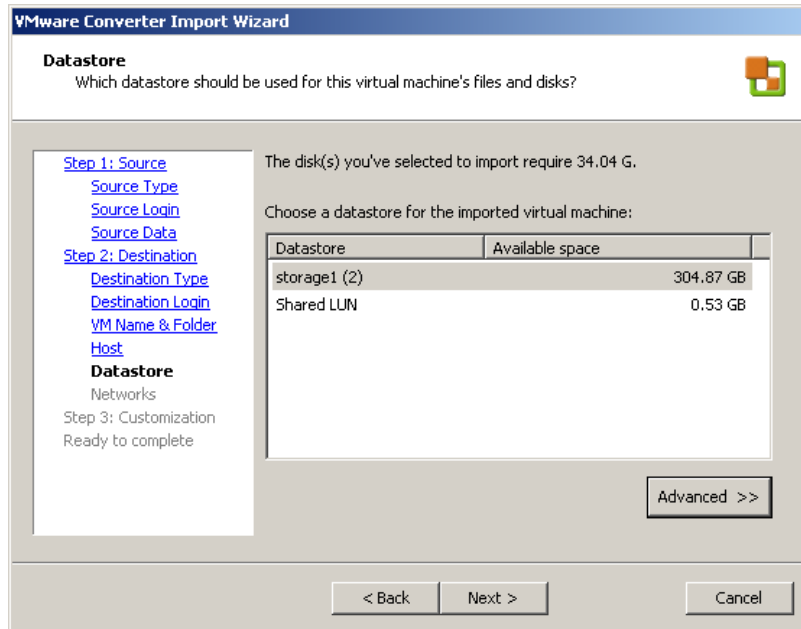 VMware Converter Import Wizard
Datastore
Which datastore should be used for this virtual machine's files and disks?
Step 1: Source
Source Type
Source Login
Source Data
Step 2: Destination
Destination Type
Destination Login
VM Name & Folder
Host
Datastore
Networks
Step 3: Customization
Ready to complete
The disk(s) you've selected to import require 34.04 G.
Choose a datastore for the imported virtual machine:
Datastore Available space
storage1 (2) 304.87 GB
Shared LUN 0.53 GB
Advanced >>
< Back Next > Cancel